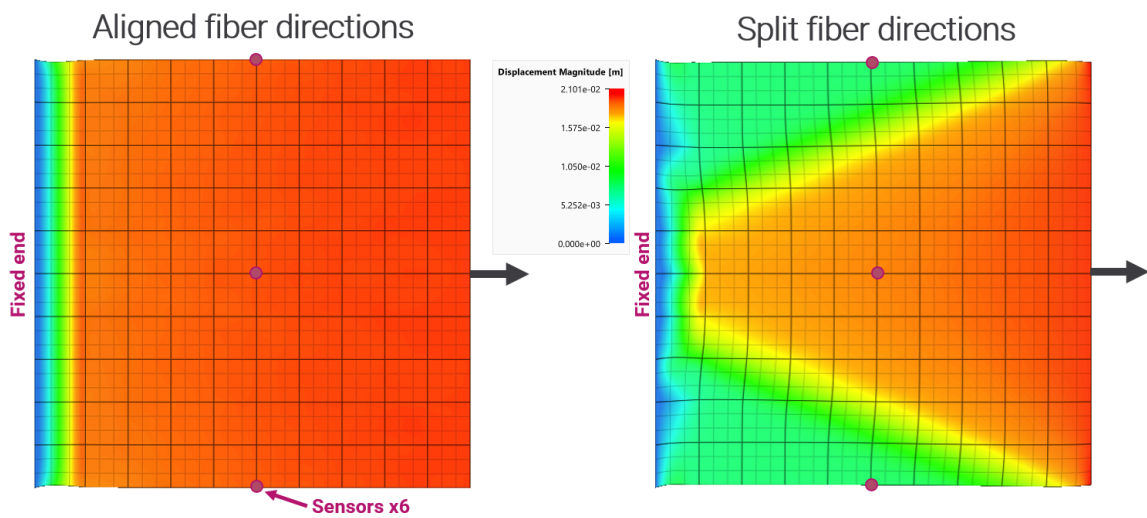 Aligned fiber directions
Split fiber directions
Displacement Magnitude [m]
2.101e-02
1.575e-02
1.050e-02
5.252e-03
0.000e+00
Fixed end
Fixed end
Sensors x6